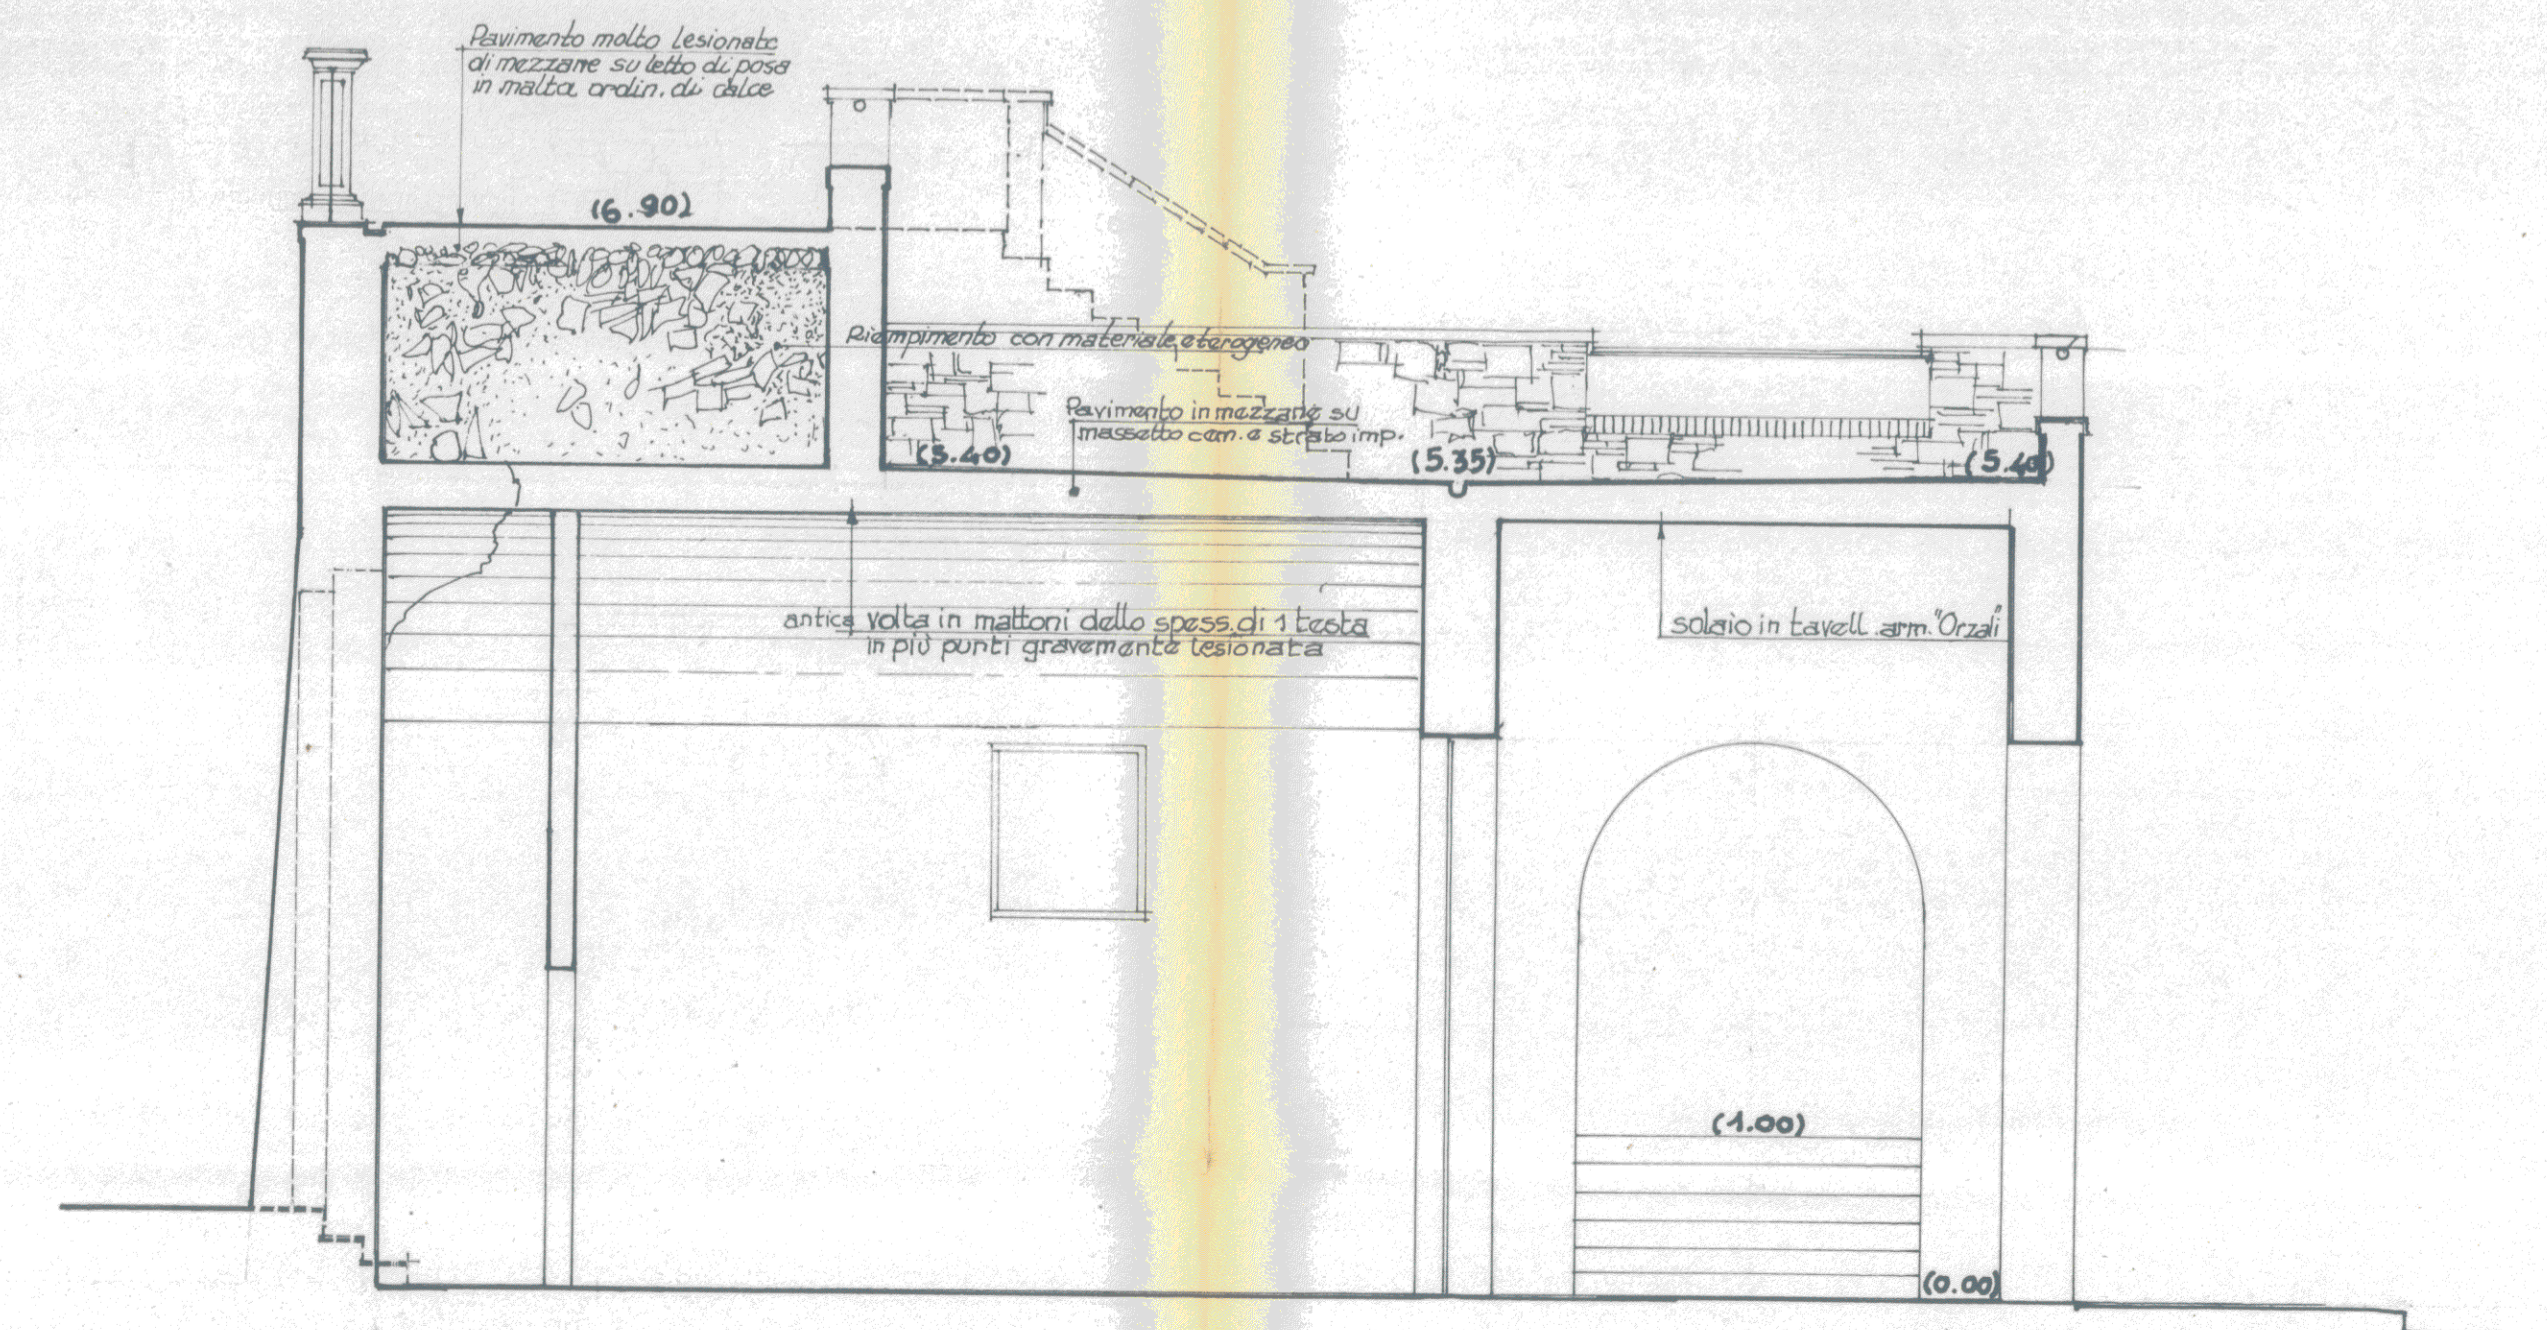 Pavimento molto lesionato
di mezzane su letto di posa
in malta ordin. di calce
(6.90)
Riempimento con materiale eterogeneo
Pavimento in mezzane su
massetto cem. e strato imp.
(5.40)
(5.35)
(5.40)
antica volta in mattoni dello spess. di 1 testa
in più punti gravemente lesionata
solaio in tavell. arm. "Orzali"
(1.00)
(0.00)